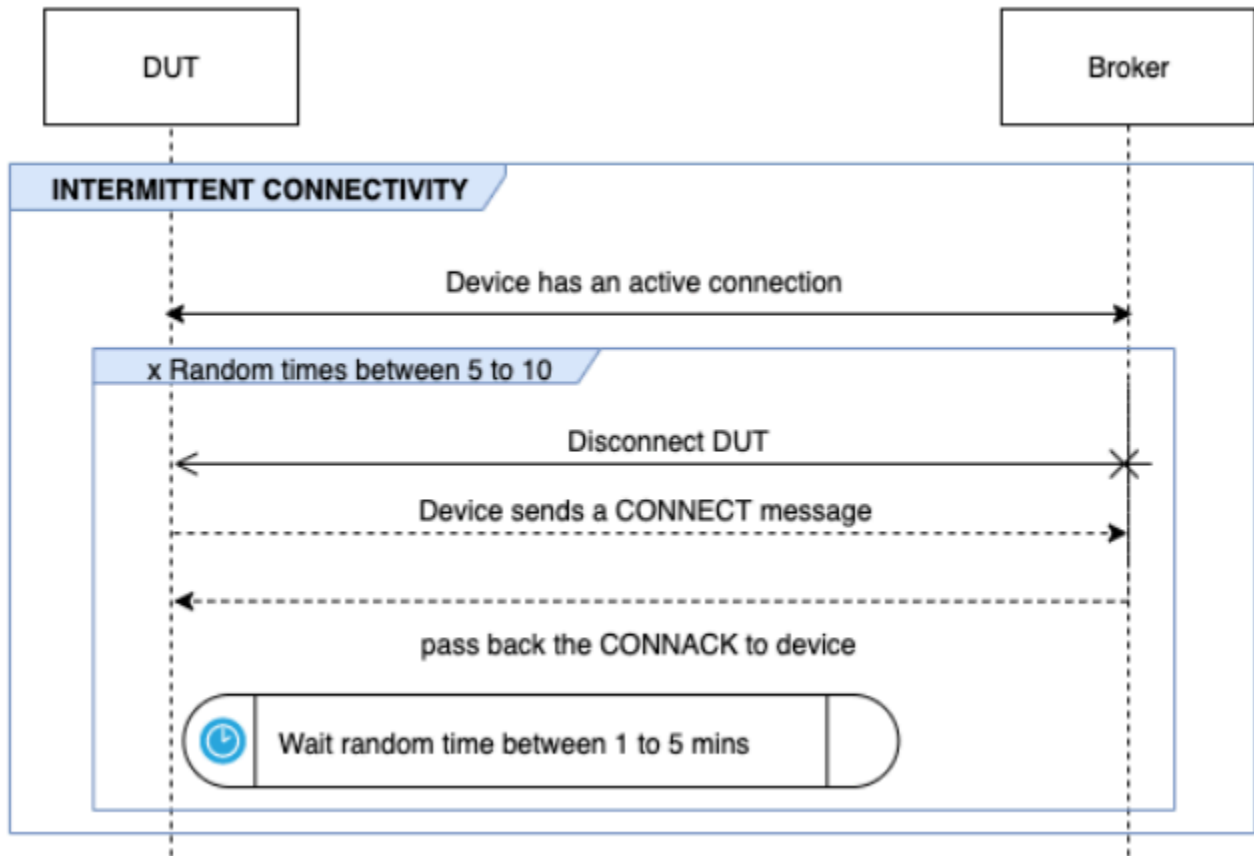 DUT
Broker
INTERMITTENT CONNECTIVITY
Device has an active connection
x Random times between 5 to 10
Disconnect DUT
Device sends a CONNECT message
pass back the CONNACK to device
Wait random time between 1 to 5 mins